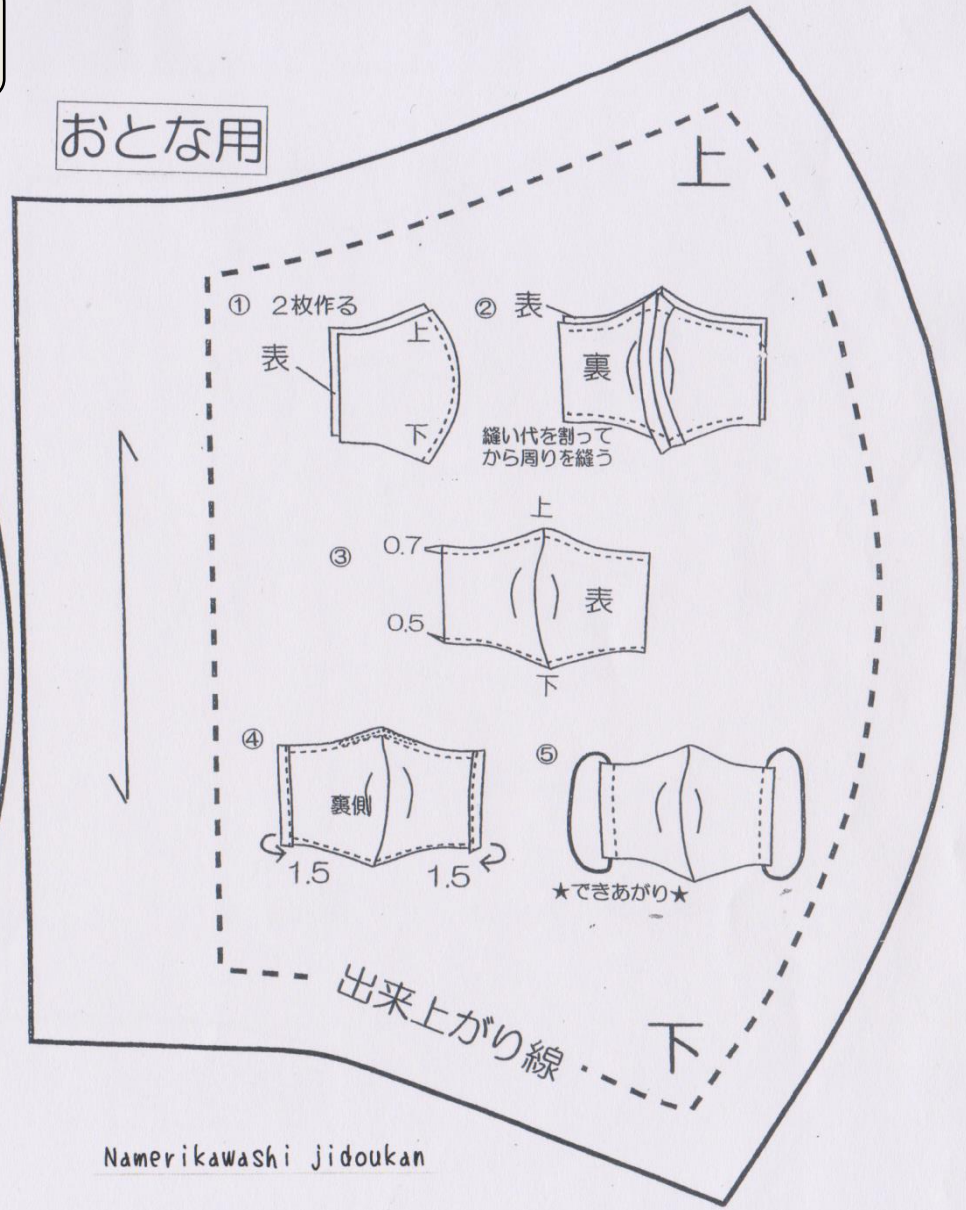 おとな用
上
① 2枚作る
表
上
下
② 表
裏
縫い代を割って
から周りを縫う
③
上
0.7
0.5
表
下
④
裏側
1.5
1.5
⑤
★できあがり★
出来上がり線
下
Namerikawashi jidoukan